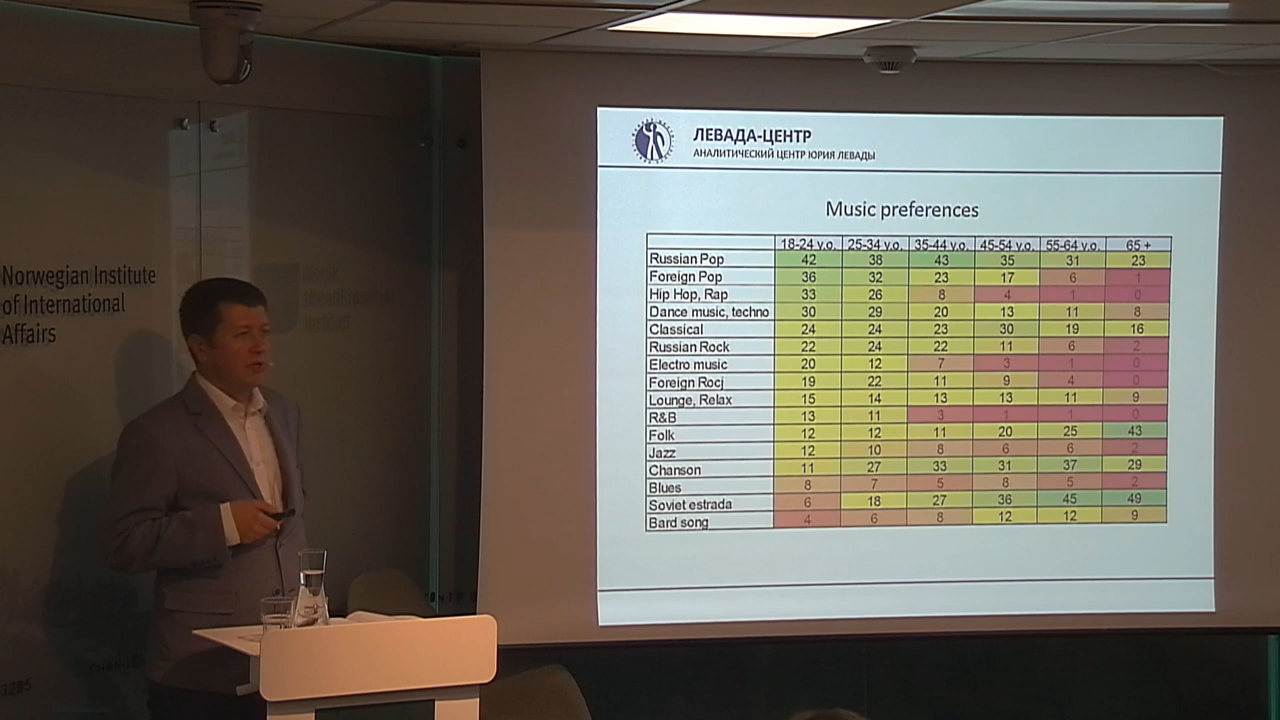 Norwegian Institute
of International
Affairs
ЛЕВАДА-ЦЕНТР
АНАЛИТИЧЕСКИЙ ЦЕНТР ЮРИЯ ЛЕВАДЫ
Music preferences
18-24 y.o. 25-34 y.o. 35-44 y.o. 45-54 y.o. 55-64 y.o. 65 +
Russian Pop 42 38 43 35 31 23
Foreign Pop 36 32 23 17 6 1
Hip Hop, Rap 33 26 8 4 1 0
Dance music, techno 30 29 20 13 11 8
Classical 24 24 23 30 19 16
Russian Rock 22 24 22 11 6 2
Electro music 20 12 7 3 1 0
Foreign Rocj 19 22 11 9 4 0
Lounge, Relax 15 14 13 13 11 9
R&B 13 11 3 1 1 0
Folk 12 12 11 20 25 43
Jazz 12 10 8 6 6 2
Chanson 11 27 33 31 37 29
Blues 8 7 5 8 5 2
Soviet estrada 6 18 27 36 45 49
Bard song 4 6 8 12 12 9
CHANGE
3285